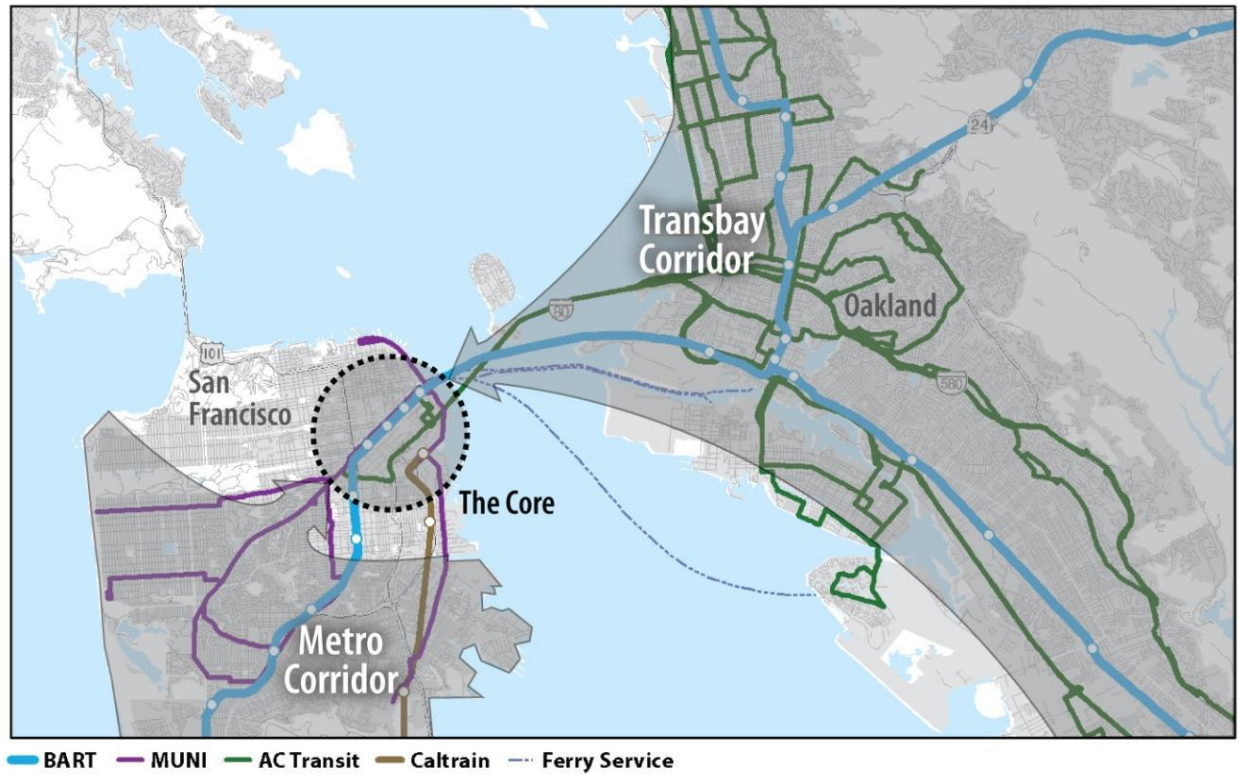 24
Transbay
Corridor
80
Oakland
101
San
Francisco
580
The Core
Metro
Corridor
BART MUNI AC Transit Caltrain Ferry Service